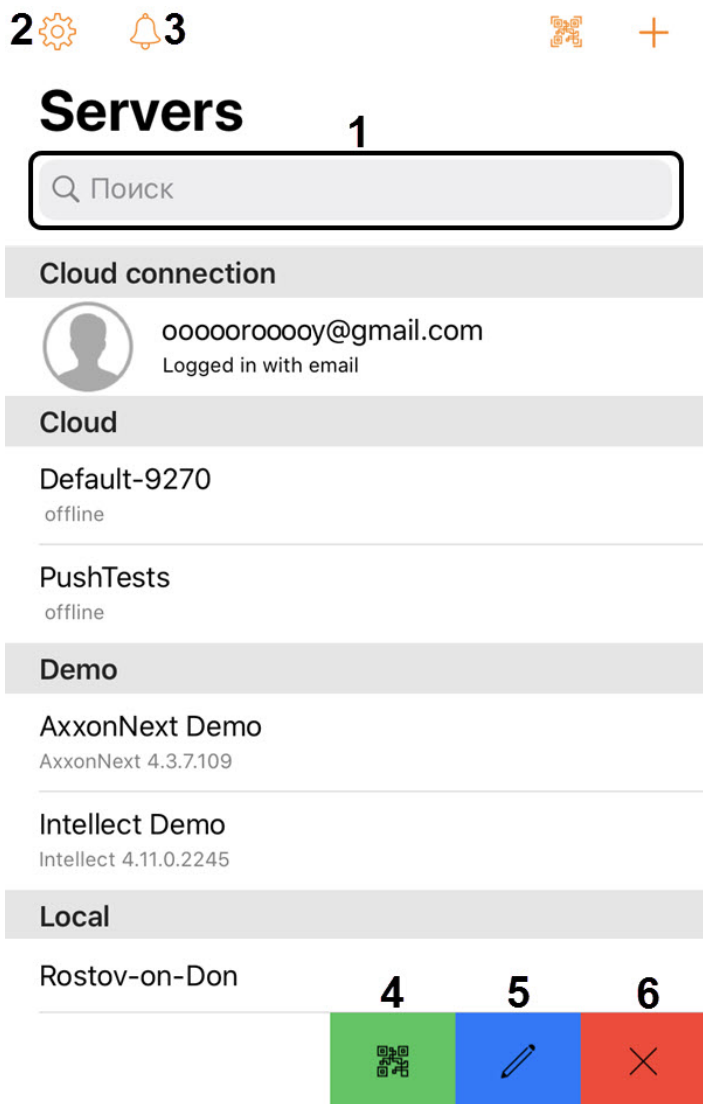 2 3
Servers
1
Поиск
Cloud connection
ooooorooooy@gmail.com
Logged in with email
Cloud
Default-9270
offline
PushTests
offline
Demo
AxxonNext Demo
AxxonNext 4.3.7.109
Intellect Demo
Intellect 4.11.0.2245
Local
Rostov-on-Don
4 5 6